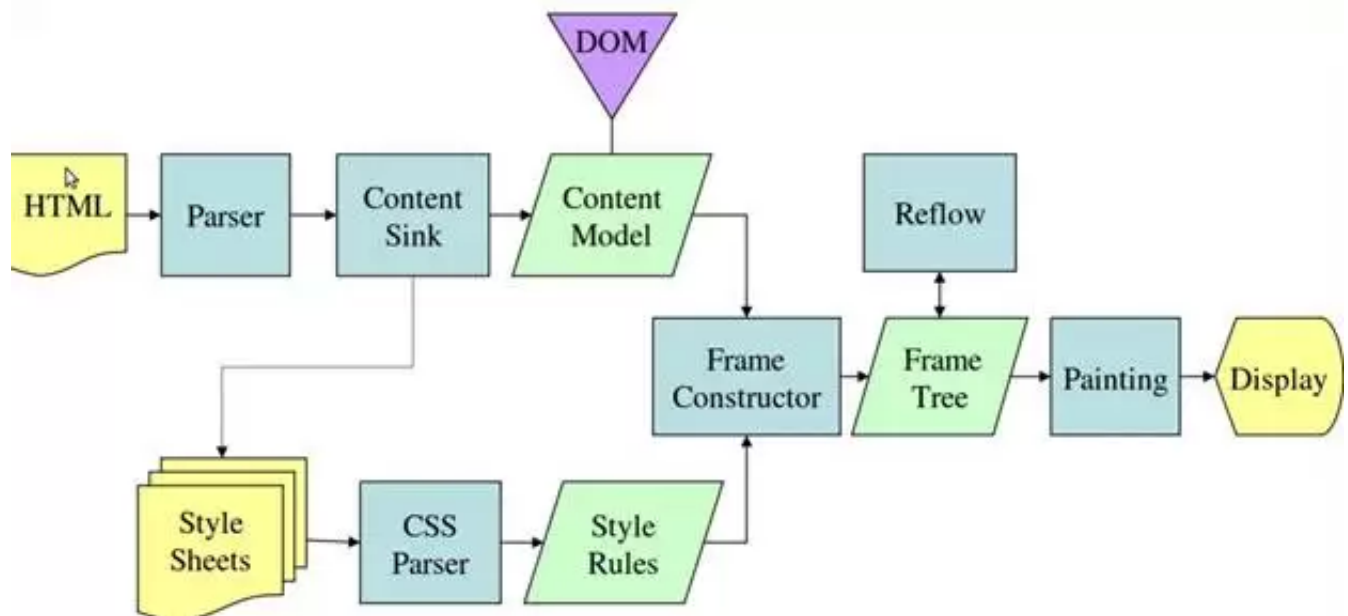 DOM
HTML
Parser
Content
Sink
Content
Model
Reflow
Frame
Constructor
Frame
Tree
Painting
Display
Style
Sheets
CSS
Parser
Style
Rules